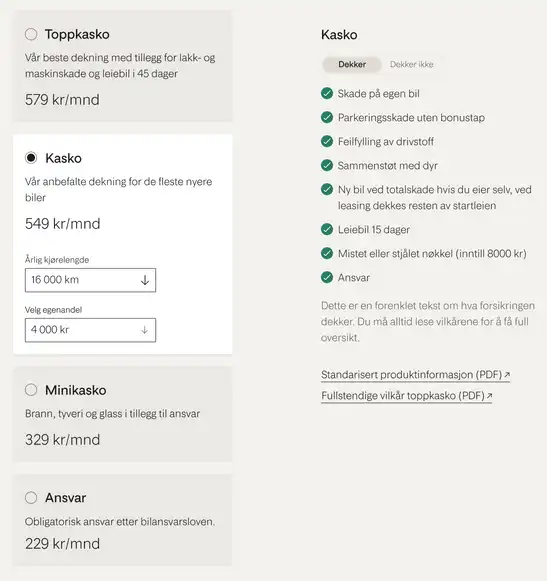 Toppkasko
Vår beste dekning med tillegg for lakk- og
maskinskade og leiebil i 45 dager
579 kr/mnd
Kasko
Vår anbefalte dekning for de fleste nyere
biler
549 kr/mnd
Årlig kjørelengde
16 000 km
Velg egenandel
4 000 kr
Minikasko
Brann, tyveri og glass i tillegg til ansvar
329 kr/mnd
Ansvar
Obligatorisk ansvar etter bilansvarsloven.
229 kr/mnd
Kasko
Dekker
Dekker ikke
Skade på egen bil
Parkeringsskade uten bonustap
Feilfylling av drivstoff
Sammenstøt med dyr
Ny bil ved totalskade hvis du eier selv, ved
leasing dekkes resten av startleien
Leiebil 15 dager
Mistet eller stjålet nøkkel (inntill 8000 kr)
Ansvar
Dette er en forenklet tekst om hva forsikringen
dekker. Du må alltid lese vilkårene for å få full
oversikt.
Standarisert produktinformasjon (PDF)
Fullstendige vilkår toppkasko (PDF)